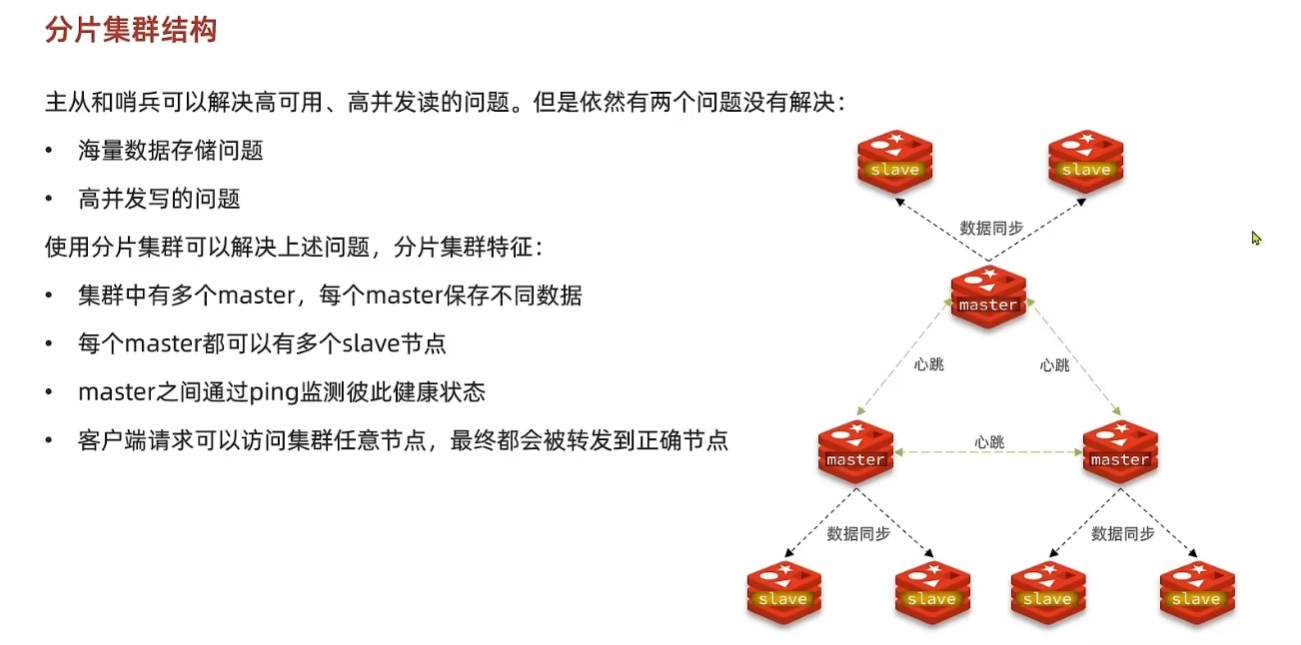 分片集群结构
主从和哨兵可以解决高可用、高并发读的问题。但是依然有两个问题没有解决：
• 海量数据存储问题
• 高并发写的问题
使用分片集群可以解决上述问题，分片集群特征：
• 集群中有多个master，每个master保存不同数据
• 每个master都可以有多个slave节点
• master之间通过ping监测彼此健康状态
• 客户端请求可以访问集群任意节点，最终都会被转发到正确节点
slave
slave
数据同步
master
心跳
心跳
master
心跳
master
数据同步
数据同步
slave
slave
slave
slave